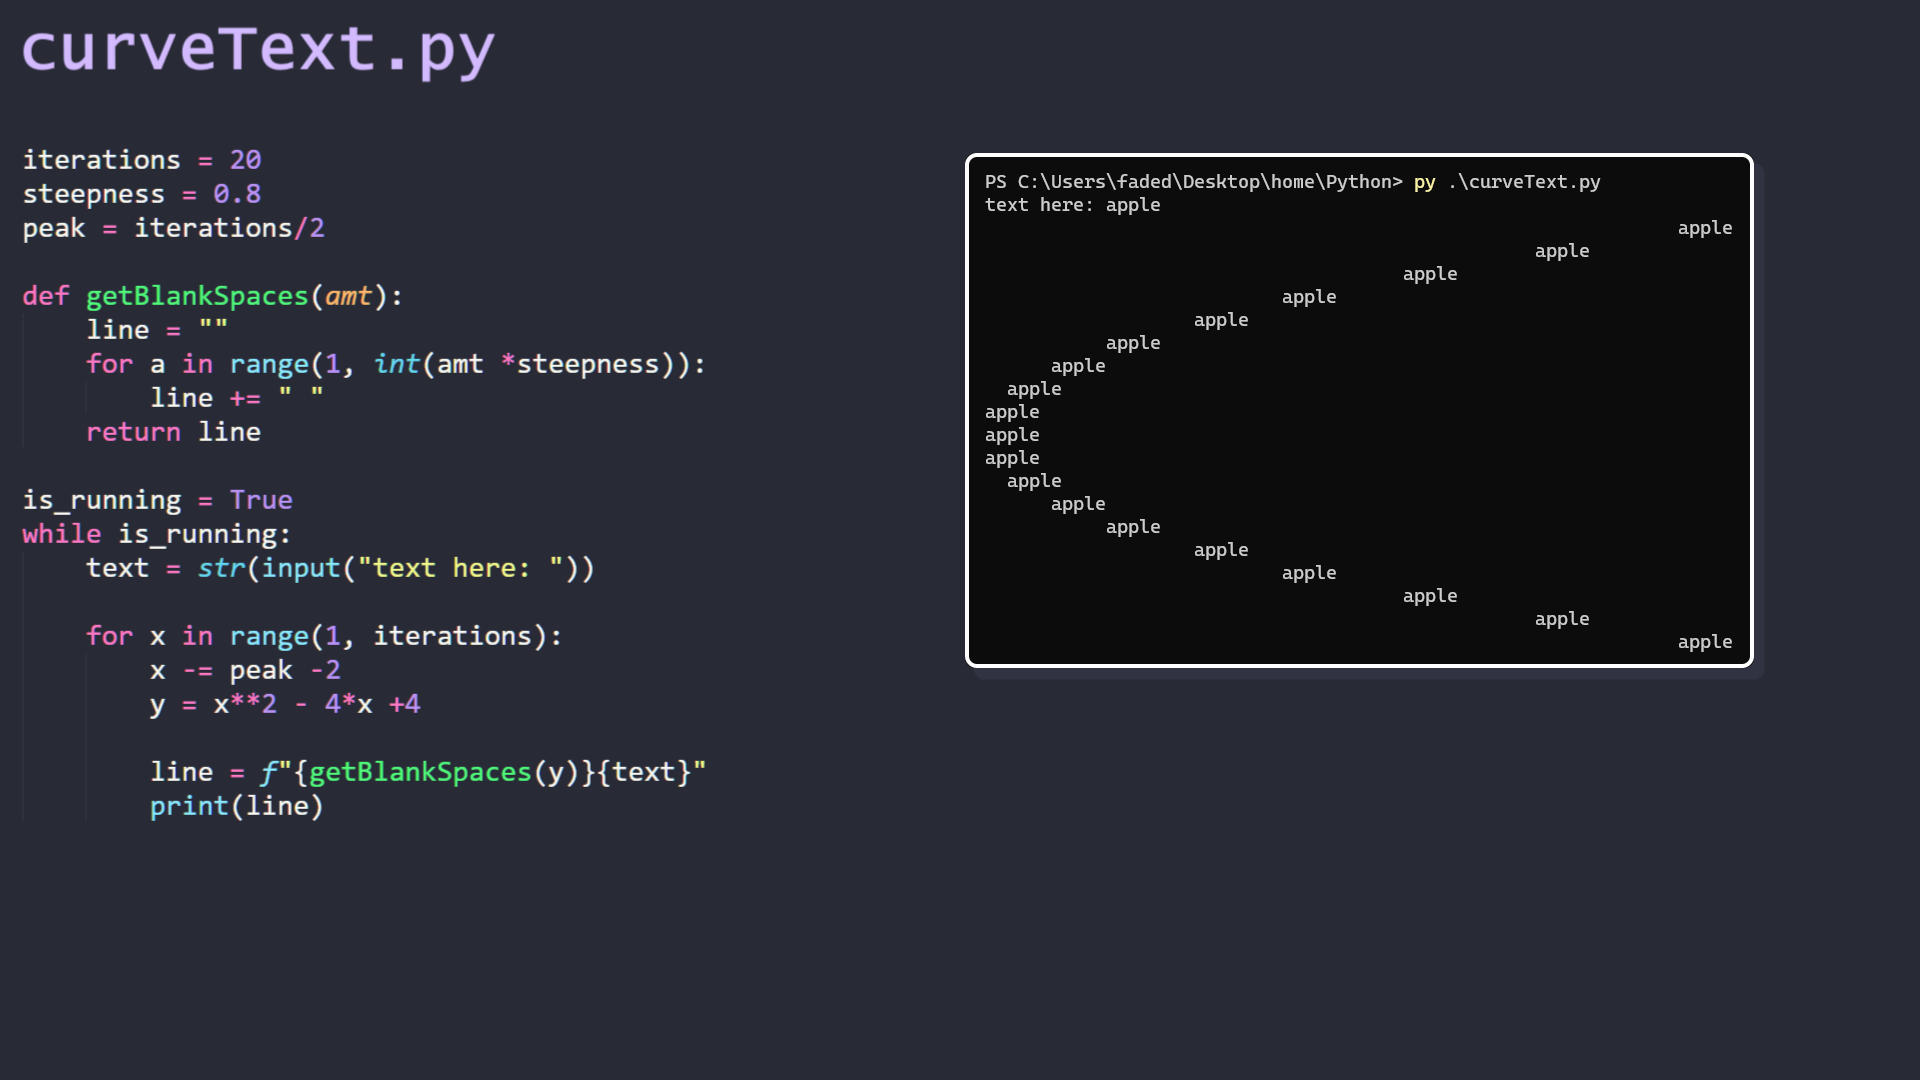 curveText.py
iterations = 20
steepness = 0.8
peak = iterations/2
def getBlankSpaces(amt):
    line = ""
    for a in range(1, int(amt *steepness)):
        line += " "
    return line
is_running = True
while is_running:
    text = str(input("text here: "))
    for x in range(1, iterations):
        x -= peak -2
        y = x**2 - 4*x +4
        line = f"{getBlankSpaces(y)}{text}"
        print(line)
PS C:\Users\faded\Desktop\home\Python> py .\curveText.py
text here: apple
                                                               apple
                                                  apple
                                      apple
                           apple
                   apple
           apple
      apple
  apple
apple
apple
apple
  apple
      apple
           apple
                   apple
                           apple
                                      apple
                                                  apple
                                                               apple